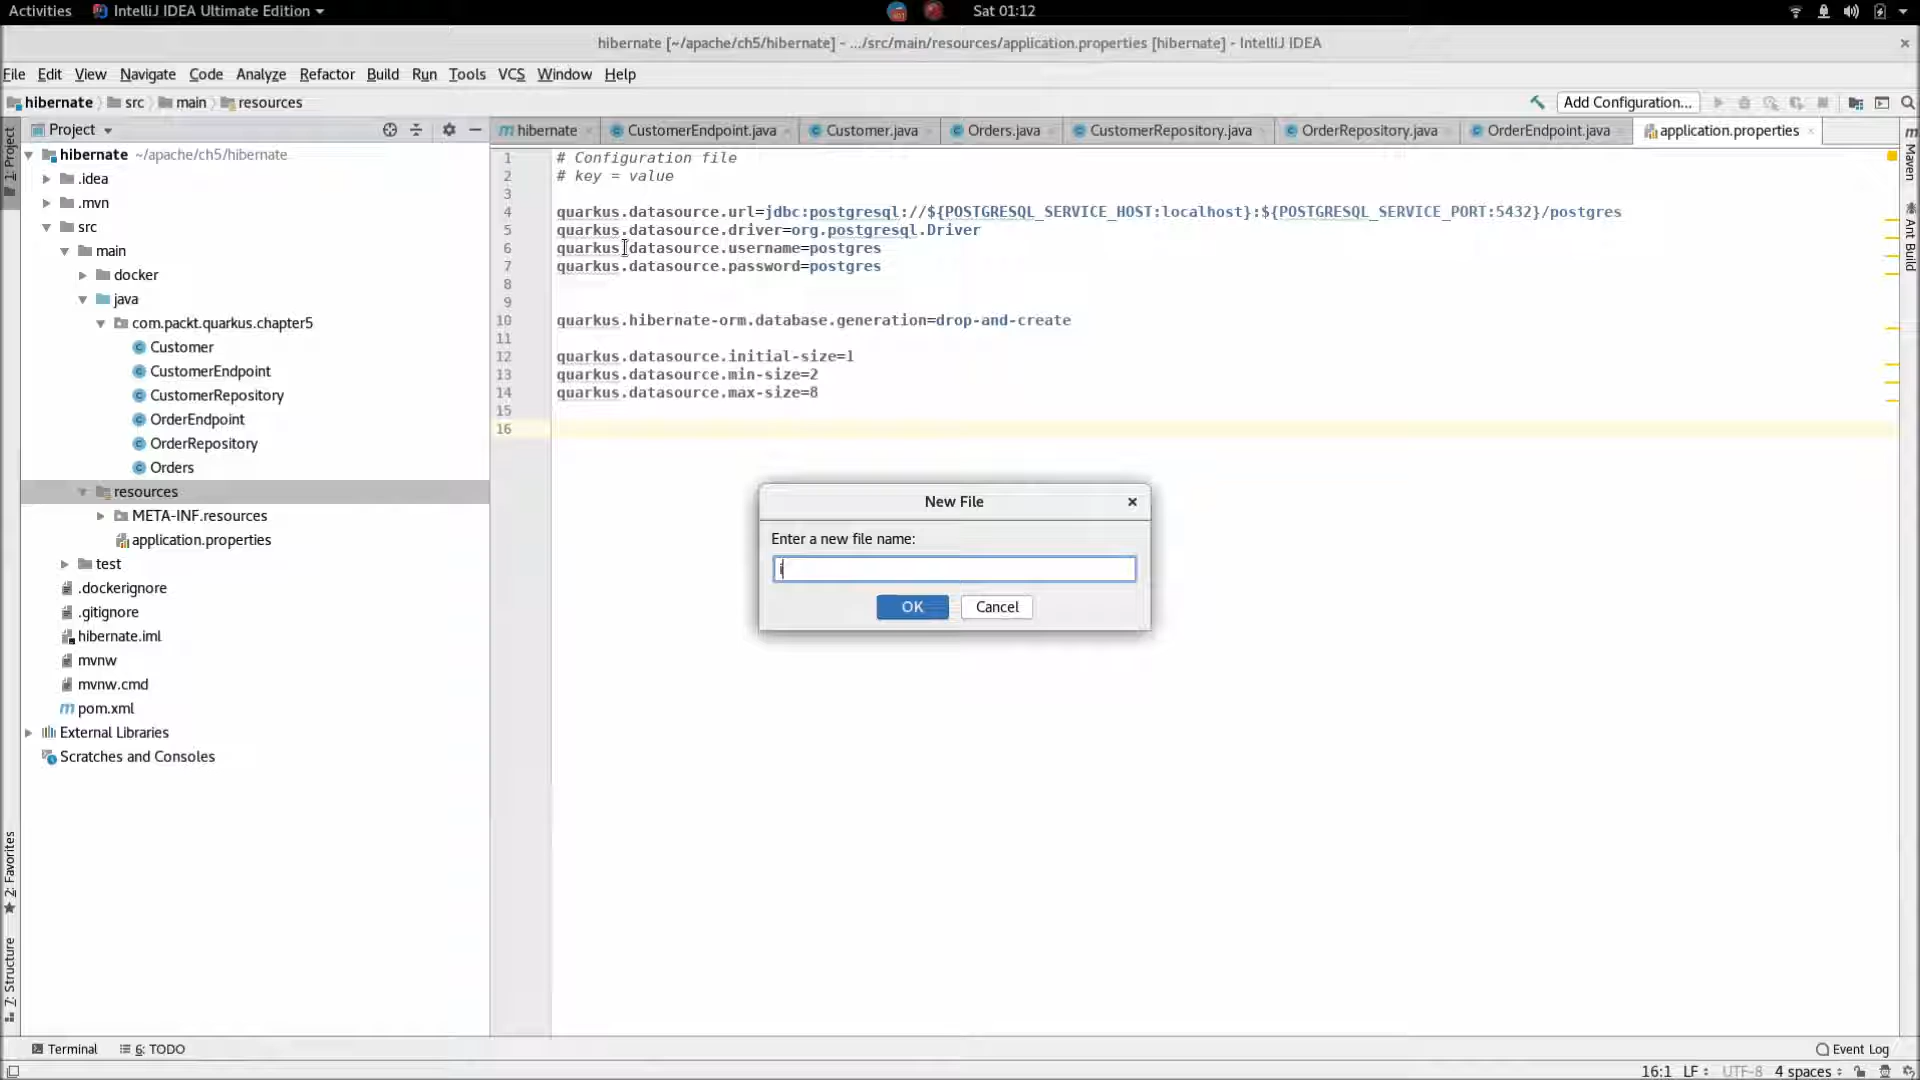 Activities IntelliJ IDEA Ultimate Edition Sat 01:12
hibernate [~/apache/ch5/hibernate] - .../src/main/resources/application.properties [hibernate] - IntelliJ IDEA
File Edit View Navigate Code Analyze Refactor Build Run Tools VCS Window Help
hibernate src main resources Add Configuration...
Project
hibernate CustomerEndpoint.java Customer.java Orders.java CustomerRepository.java OrderRepository.java OrderEndpoint.java application.properties
1: Project
2: Favorites
7: Structure
hibernate ~/apache/ch5/hibernate
.idea
.mvn
src
main
docker
java
com.packt.quarkus.chapter5
Customer
CustomerEndpoint
CustomerRepository
OrderEndpoint
OrderRepository
Orders
resources
META-INF.resources
application.properties
test
.dockerignore
.gitignore
hibernate.iml
mvnw
mvnw.cmd
pom.xml
External Libraries
Scratches and Consoles
1 # Configuration file
2 # key = value
3
4 quarkus.datasource.url=jdbc:postgresql://${POSTGRESQL_SERVICE_HOST:localhost}:${POSTGRESQL_SERVICE_PORT:5432}/postgres
5 quarkus.datasource.driver=org.postgresql.Driver
6 quarkus.datasource.username=postgres
7 quarkus.datasource.password=postgres
8
9
10 quarkus.hibernate-orm.database.generation=drop-and-create
11
12 quarkus.datasource.initial-size=1
13 quarkus.datasource.min-size=2
14 quarkus.datasource.max-size=8
15
16
New File
Enter a new file name:
i
OK Cancel
Maven
Ant Build
Terminal 6: TODO Event Log
16:1 LF UTF-8 4 spaces